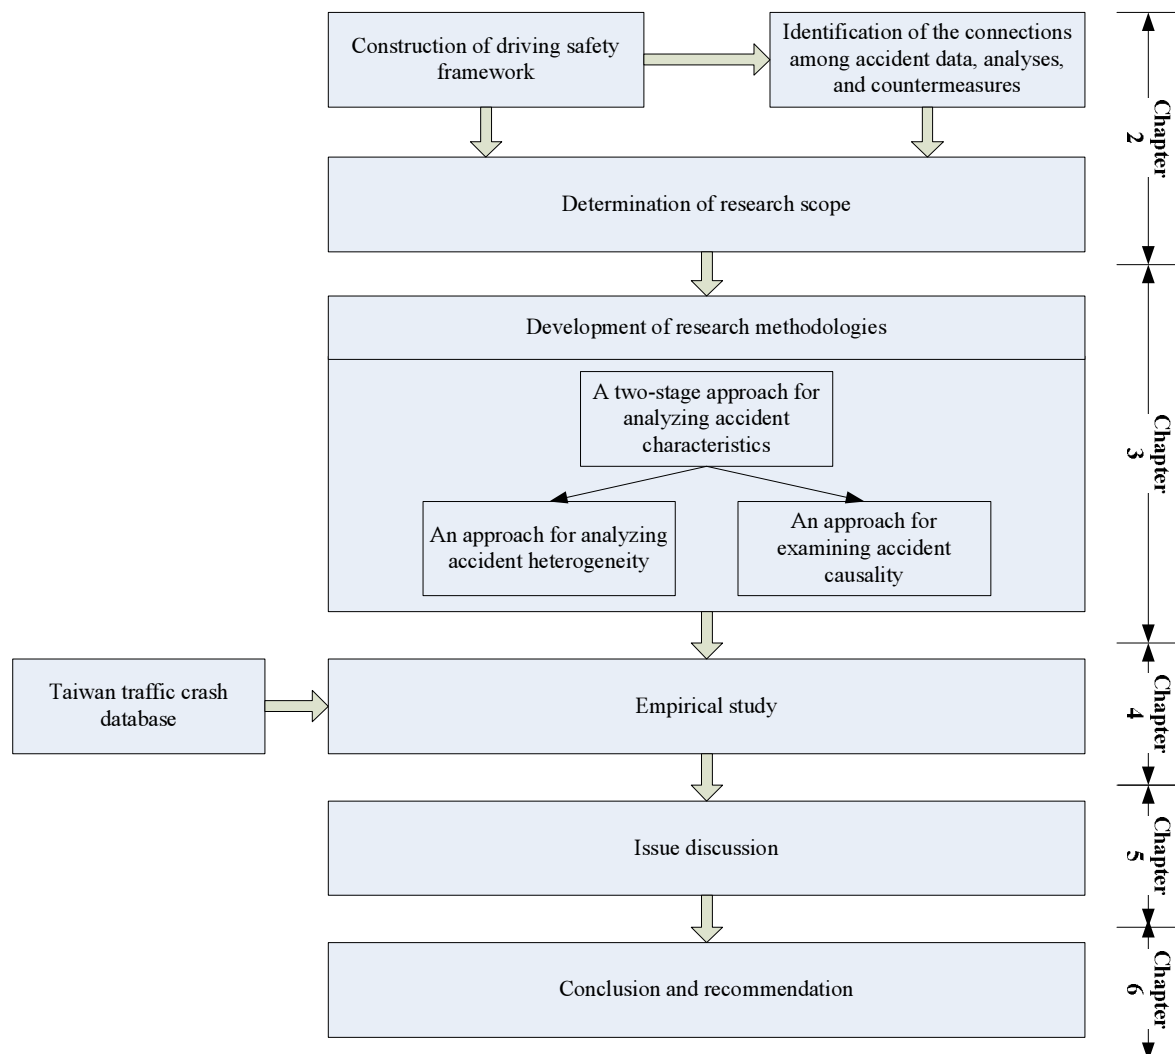 Construction of driving safety
framework
Identification of the connections
among accident data, analyses,
and countermeasures
Chapter
2
Determination of research scope
Development of research methodologies
A two-stage approach for
analyzing accident
characteristics
An approach for analyzing
accident heterogeneity
An approach for
examining accident
causality
Chapter
3
Taiwan traffic crash
database
Empirical study
Chapter
4
Issue discussion
Chapter
5
Conclusion and recommendation
Chapter
6